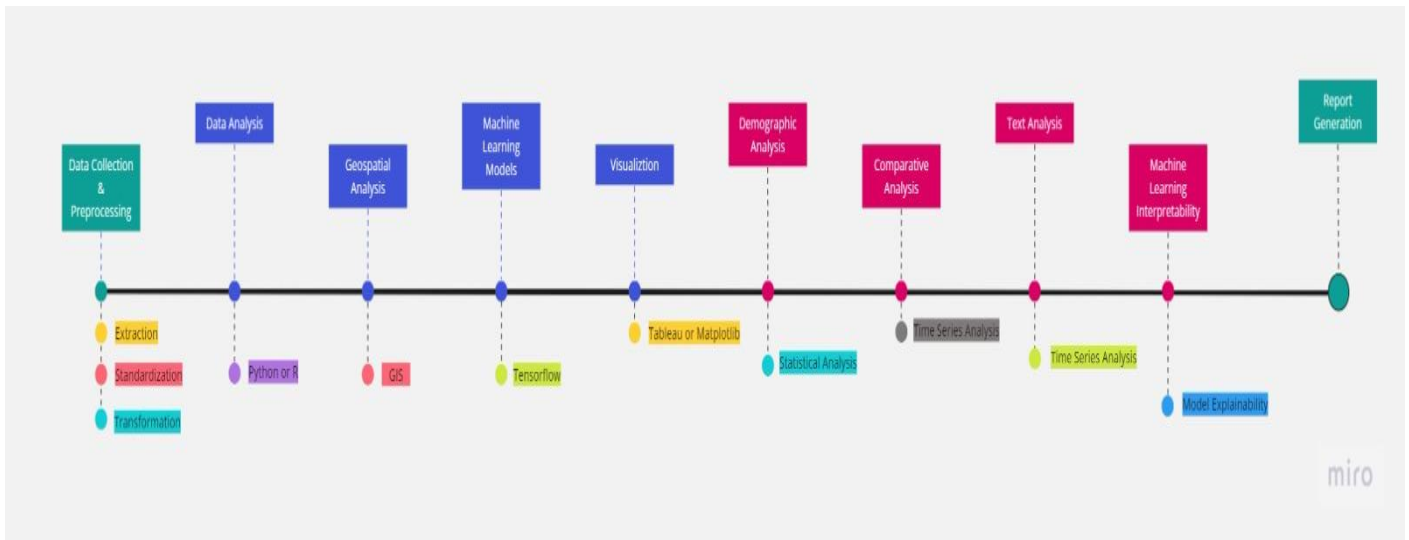 Data Collection
&
Preprocessing
Data Analysis
Geospatial
Analysis
Machine
Learning
Models
Visualiztion
Demographic
Analysis
Comparative
Analysis
Text Analysis
Machine
Learning
Interpretability
Report
Generation
Extraction
Standardization
Transformation
Python or R
GIS
Tensorflow
Tableau or Matplotlib
Statistical Analysis
Time Series Analysis
Time Series Analysis
Model Explainability
miro